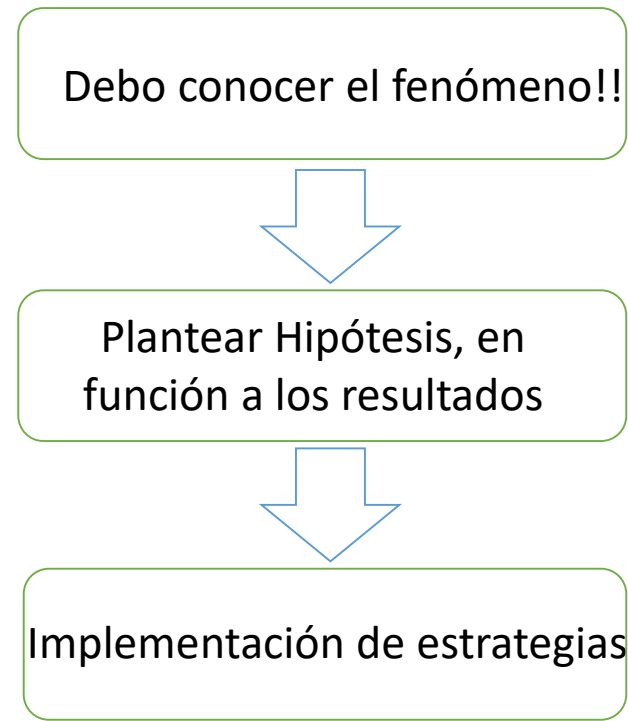 Debo conocer el fenómeno!!
Plantear Hipótesis, en
función a los resultados
Implementación de estrategias